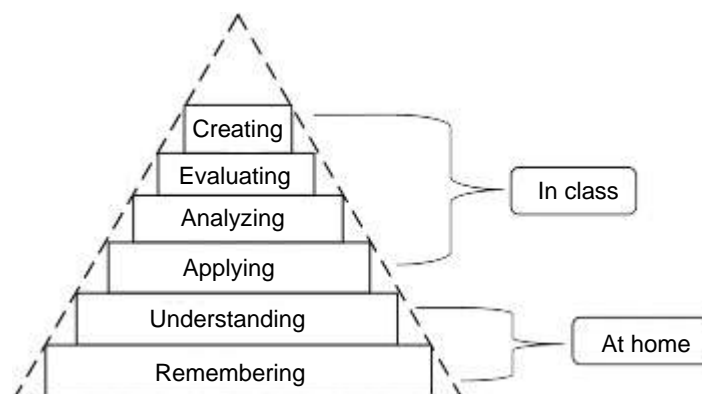 Creating
Evaluating
Analyzing
Applying
Understanding
Remembering
In class
At home